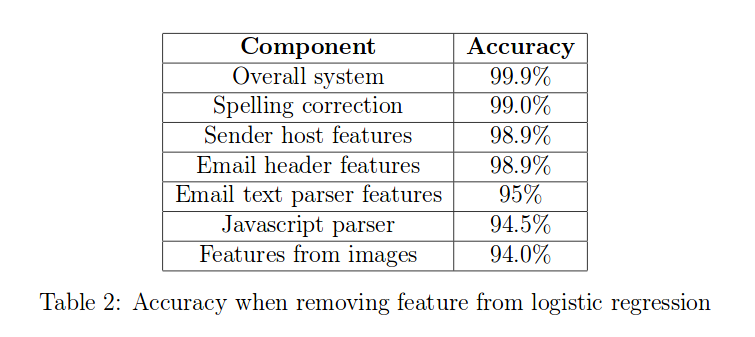 Component Accuracy
Overall system 99.9%
Spelling correction 99.0%
Sender host features 98.9%
Email header features 98.9%
Email text parser features 95%
Javascript parser 94.5%
Features from images 94.0%
Table 2: Accuracy when removing feature from logistic regression